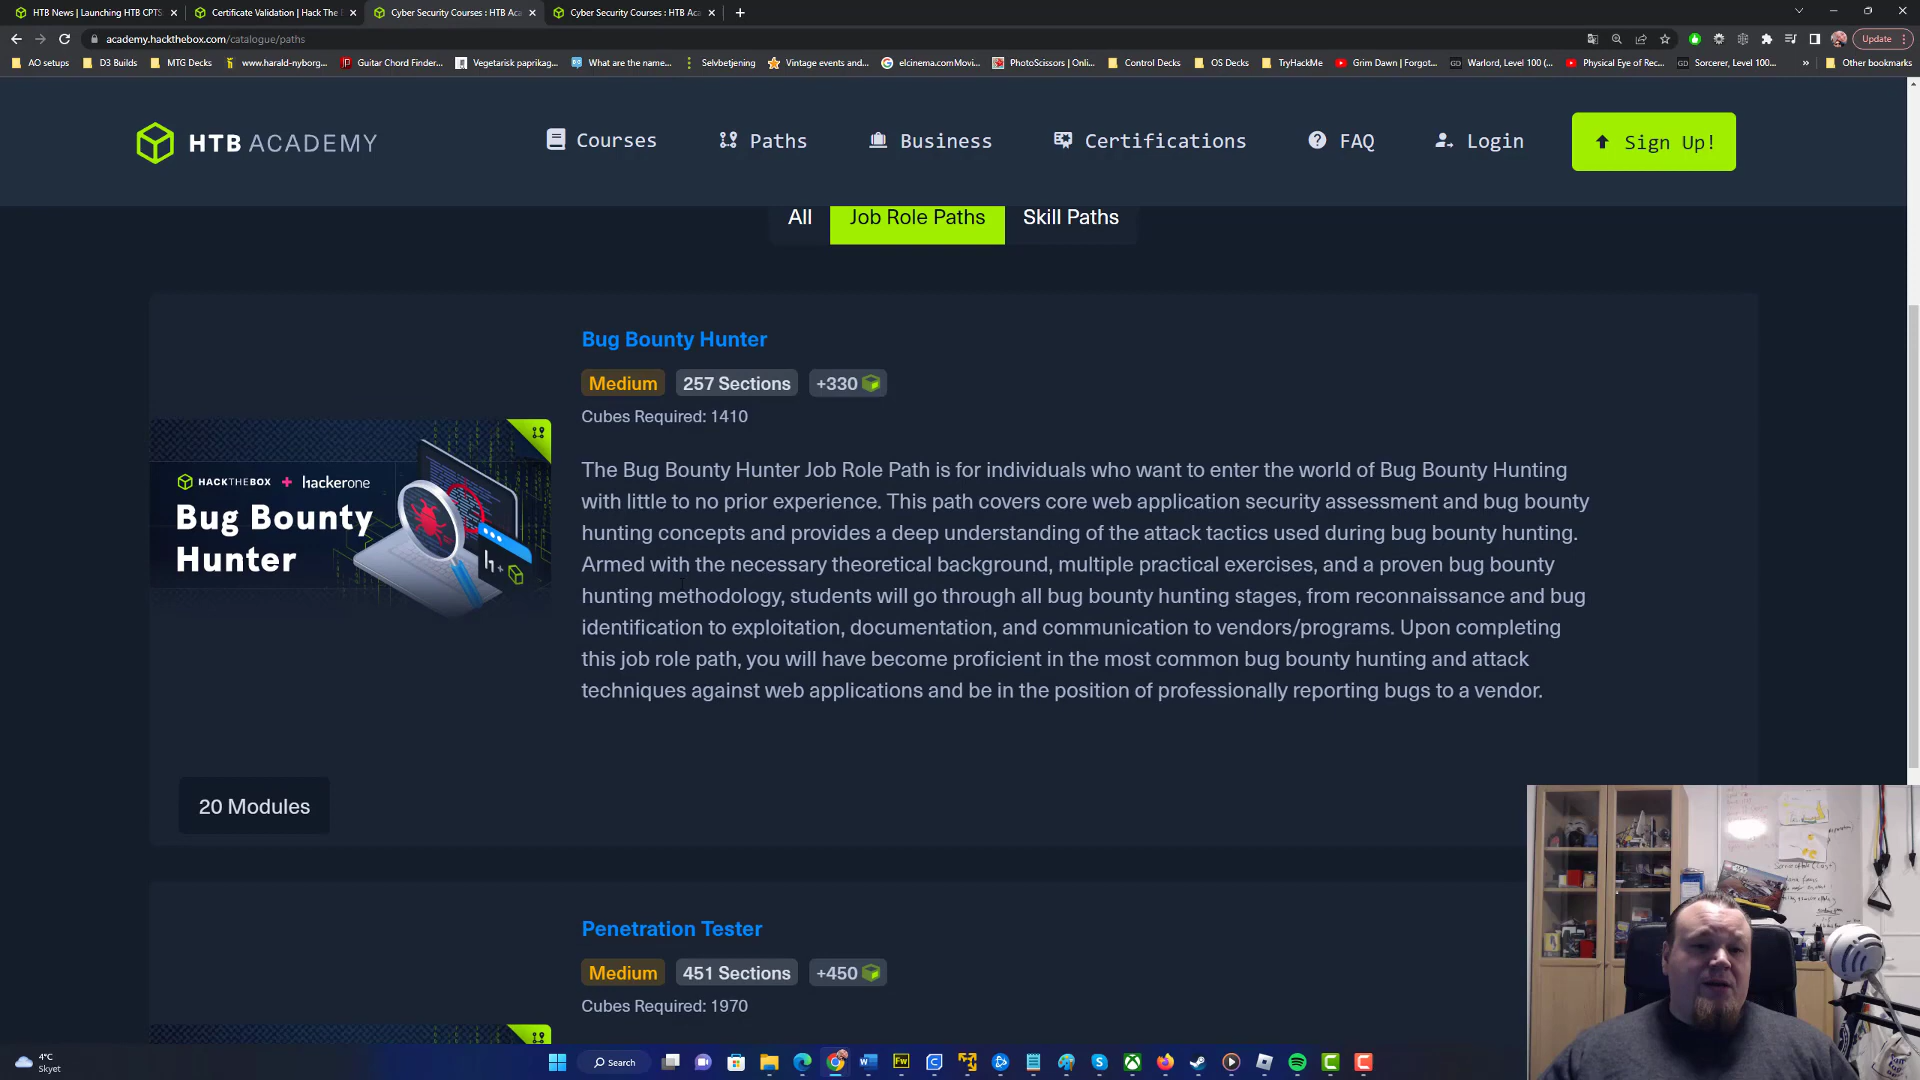 HTB News | Launching HTB CPTS
Certificate Validation | Hack The
Cyber Security Courses : HTB Aca
Cyber Security Courses : HTB Aca
academy.hackthebox.com/catalogue/paths
Update
AO setups
D3 Builds
MTG Decks
www.harald-nyborg...
Guitar Chord Finder...
Vegetarisk paprikag...
What are the name...
Selvbetjening
Vintage events and...
elcinema.comMovi...
PhotoScissors | Onli...
Control Decks
OS Decks
TryHackMe
Grim Dawn | Forgot...
Warlord, Level 100 (...
Physical Eye of Rec...
Sorcerer, Level 100...
Other bookmarks
HTB ACADEMY
Courses
Paths
Business
Certifications
FAQ
Login
Sign Up!
All
Job Role Paths
Skill Paths
Bug Bounty Hunter
Medium
257 Sections
+330
Cubes Required: 1410
The Bug Bounty Hunter Job Role Path is for individuals who want to enter the world of Bug Bounty Hunting
with little to no prior experience. This path covers core web application security assessment and bug bounty
hunting concepts and provides a deep understanding of the attack tactics used during bug bounty hunting.
Armed with the necessary theoretical background, multiple practical exercises, and a proven bug bounty
hunting methodology, students will go through all bug bounty hunting stages, from reconnaissance and bug
identification to exploitation, documentation, and communication to vendors/programs. Upon completing
this job role path, you will have become proficient in the most common bug bounty hunting and attack
techniques against web applications and be in the position of professionally reporting bugs to a vendor.
HACKTHEBOX + hackerone
Bug Bounty
Hunter
20 Modules
Penetration Tester
Medium
451 Sections
+450
Cubes Required: 1970
4°C
Skyet
Search